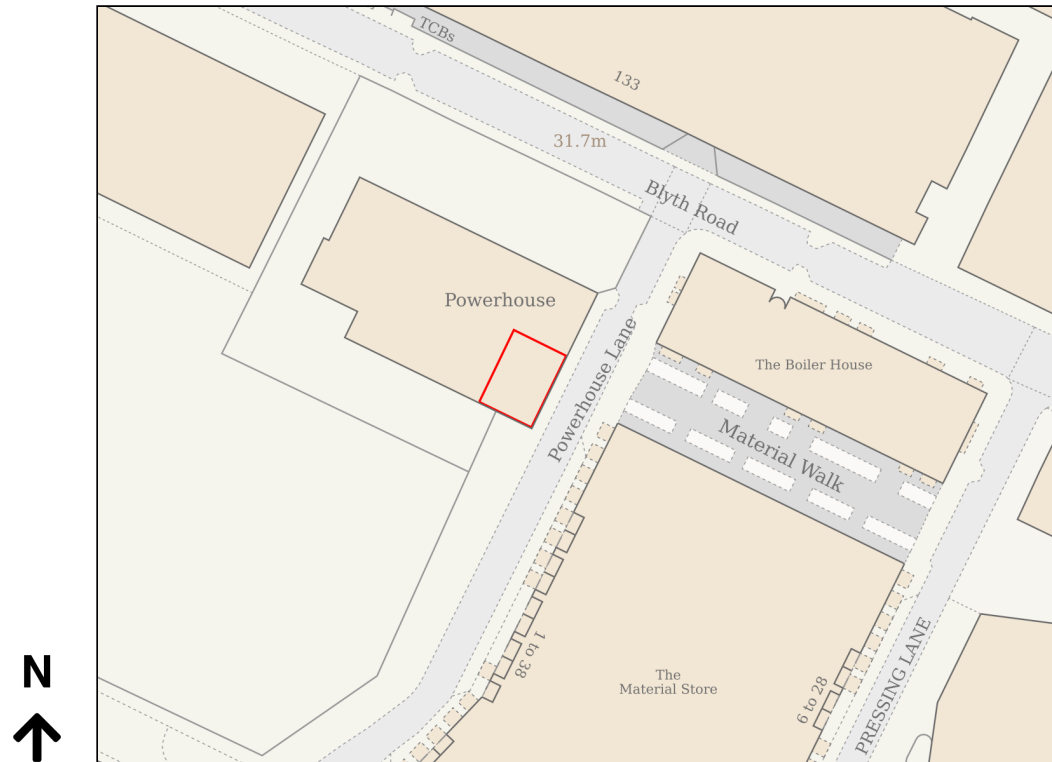 TCBs
133
31.7m
Blyth Road
Powerhouse
Powerhouse Lane
The Boiler House
Material Walk
1 to 38
The
Material Store
6 to 28
PRESSING LANE
N